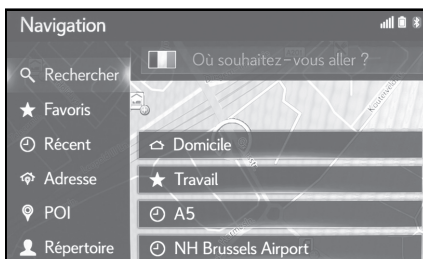 Navigation
Où souhaitez-vous aller ?
Rechercher
Favoris
Récent
Adresse
POI
Répertoire
Domicile
Travail
A5
NH Brussels Airport